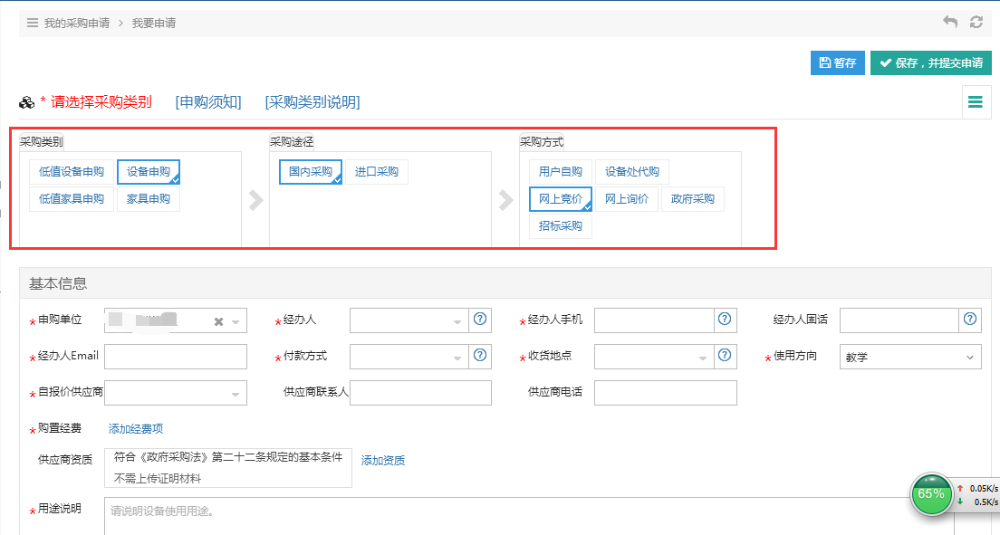 我的采购申请 > 我要申请
暂存 保存，并提交申请
* 请选择采购类别 [申购须知] [采购类别说明]
采购类别 采购途径 采购方式
低值设备申购 设备申购 国内采购 进口采购 用户自购 设备处代购
低值家具申购 家具申购 网上竞价 网上询价 政府采购
招标采购
基本信息
*申购单位 *经办人 *经办人手机 经办人固话
*经办人Email *付款方式 *收货地点 *使用方向 教学
*自报价供应商 供应商联系人 供应商电话
*购置经费 添加经费项
供应商资质 符合《政府采购法》第二十二条规定的基本条件 添加资质
不需上传证明材料
65% 0.05K/s
0.5K/s
*用途说明 请说明设备使用用途。